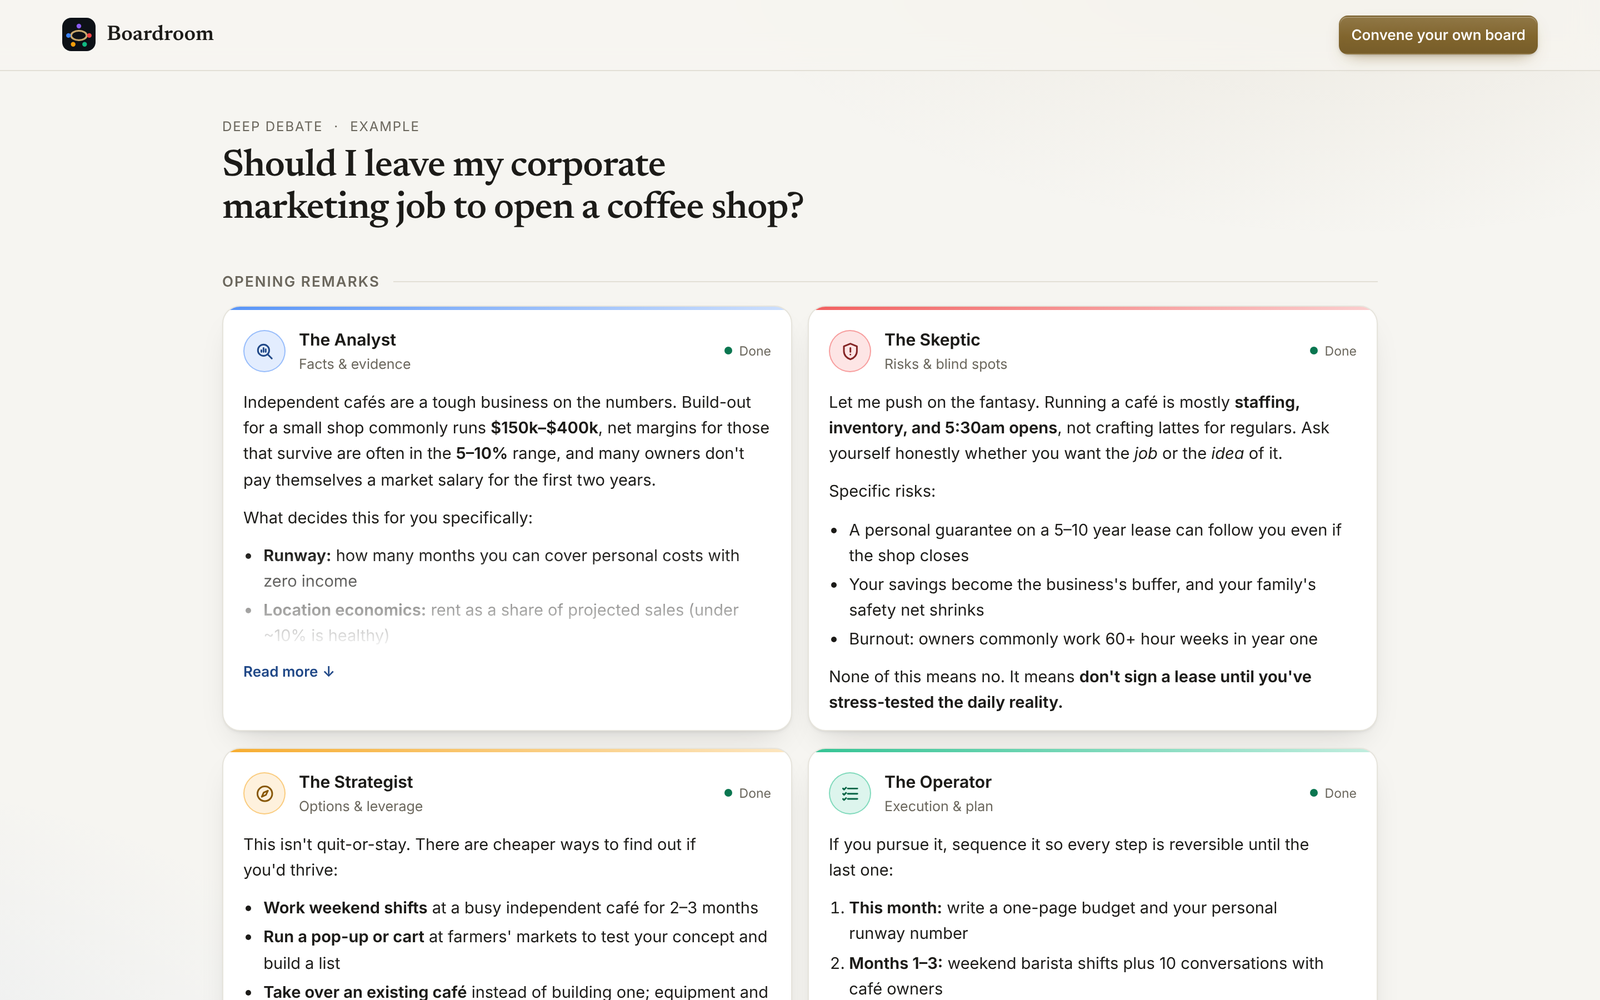 Boardroom
Convene your own board
DEEP DEBATE · EXAMPLE
Should I leave my corporate
marketing job to open a coffee shop?
OPENING REMARKS
The Analyst
Facts & evidence
Done
Independent cafés are a tough business on the numbers. Build-out
for a small shop commonly runs $150k–$400k, net margins for those
that survive are often in the 5–10% range, and many owners don't
pay themselves a market salary for the first two years.
What decides this for you specifically:
• Runway: how many months you can cover personal costs with
zero income
• Location economics: rent as a share of projected sales (under
~10% is healthy)
Read more ↓
The Skeptic
Risks & blind spots
Done
Let me push on the fantasy. Running a café is mostly staffing,
inventory, and 5:30am opens, not crafting lattes for regulars. Ask
yourself honestly whether you want the job or the idea of it.
Specific risks:
• A personal guarantee on a 5–10 year lease can follow you even if
the shop closes
• Your savings become the business's buffer, and your family's
safety net shrinks
• Burnout: owners commonly work 60+ hour weeks in year one
None of this means no. It means don't sign a lease until you've
stress-tested the daily reality.
The Strategist
Options & leverage
Done
This isn't quit-or-stay. There are cheaper ways to find out if
you'd thrive:
• Work weekend shifts at a busy independent café for 2–3 months
• Run a pop-up or cart at farmers' markets to test your concept and
build a list
• Take over an existing café instead of building one; equipment and
The Operator
Execution & plan
Done
If you pursue it, sequence it so every step is reversible until the
last one:
1. This month: write a one-page budget and your personal
runway number
2. Months 1–3: weekend barista shifts plus 10 conversations with
café owners